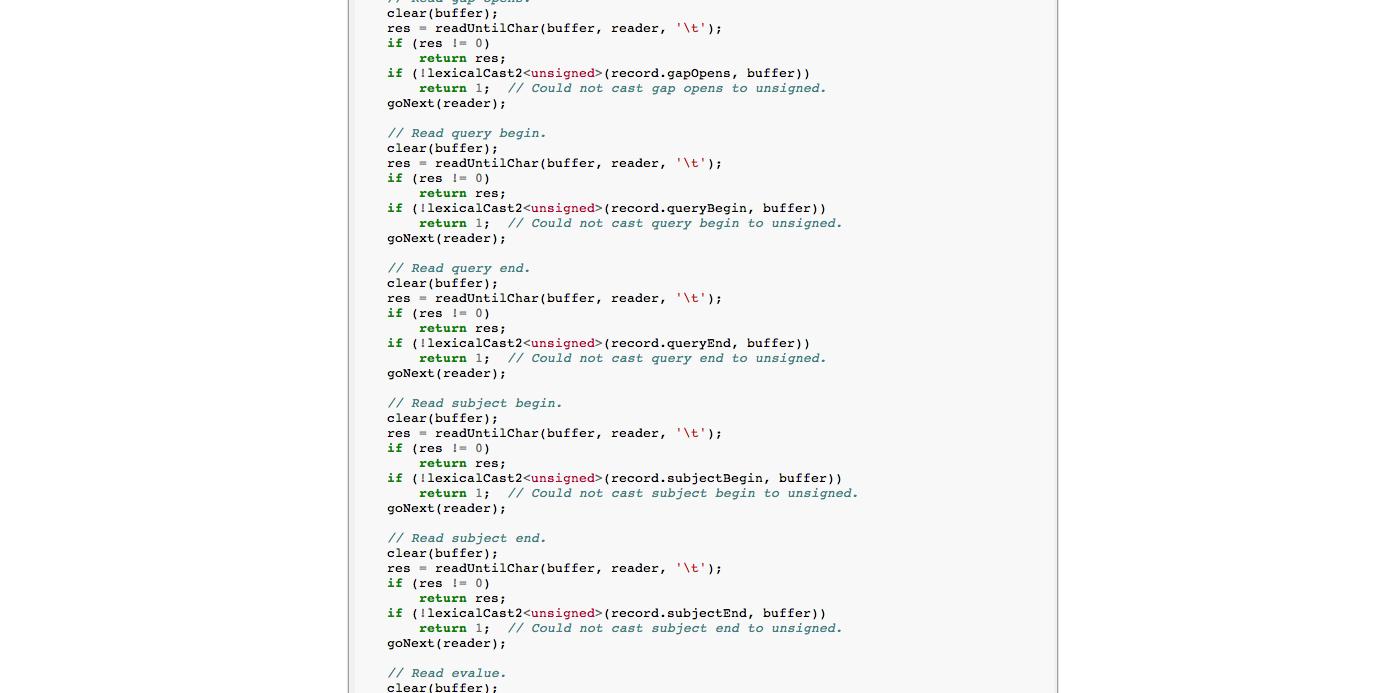 // Read gap opens.
clear(buffer);
res = readUntilChar(buffer, reader, '\t');
if (res != 0)
    return res;
if (!lexicalCast2<unsigned>(record.gapOpens, buffer))
    return 1;  // Could not cast gap opens to unsigned.
goNext(reader);

// Read query begin.
clear(buffer);
res = readUntilChar(buffer, reader, '\t');
if (res != 0)
    return res;
if (!lexicalCast2<unsigned>(record.queryBegin, buffer))
    return 1;  // Could not cast query begin to unsigned.
goNext(reader);

// Read query end.
clear(buffer);
res = readUntilChar(buffer, reader, '\t');
if (res != 0)
    return res;
if (!lexicalCast2<unsigned>(record.queryEnd, buffer))
    return 1;  // Could not cast query end to unsigned.
goNext(reader);

// Read subject begin.
clear(buffer);
res = readUntilChar(buffer, reader, '\t');
if (res != 0)
    return res;
if (!lexicalCast2<unsigned>(record.subjectBegin, buffer))
    return 1;  // Could not cast subject begin to unsigned.
goNext(reader);

// Read subject end.
clear(buffer);
res = readUntilChar(buffer, reader, '\t');
if (res != 0)
    return res;
if (!lexicalCast2<unsigned>(record.subjectEnd, buffer))
    return 1;  // Could not cast subject end to unsigned.
goNext(reader);

// Read evalue.
clear(buffer);